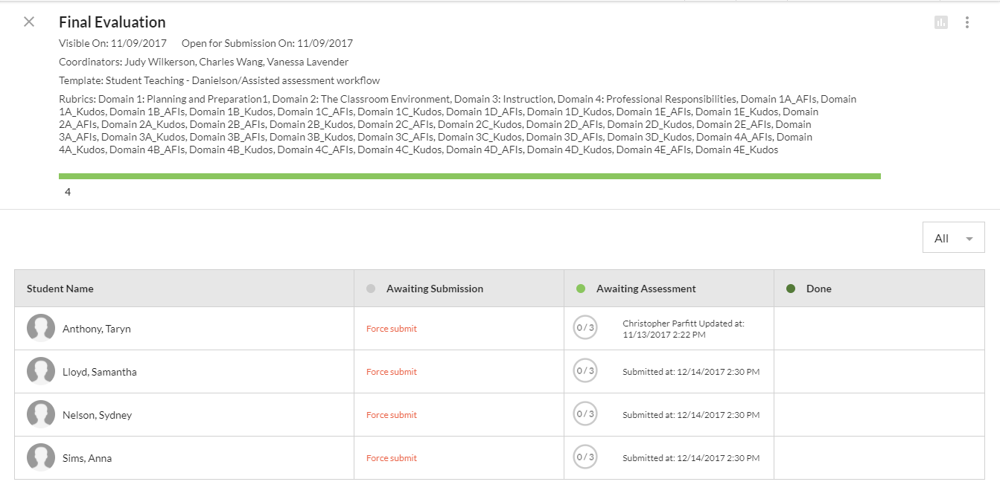 Final Evaluation
Visible On: 11/09/2017 Open for Submission On: 11/09/2017
Coordinators: Judy Wilkerson, Charles Wang, Vanessa Lavender
Template: Student Teaching - Danielson/Assisted assessment workflow
Rubrics: Domain 1: Planning and Preparation1, Domain 2: The Classroom Environment, Domain 3: Instruction, Domain 4: Professional Responsibilities, Domain 1A_AFIs, Domain
1A_Kudos, Domain 1B_AFIs, Domain 1B_Kudos, Domain 1C_AFIs, Domain 1C_Kudos, Domain 1D_AFIs, Domain 1D_Kudos, Domain 1E_AFIs, Domain 1E_Kudos, Domain
2A_AFIs, Domain 2A_Kudos, Domain 2B_AFIs, Domain 2B_Kudos, Domain 2C_AFIs, Domain 2C_Kudos, Domain 2D_AFIs, Domain 2D_Kudos, Domain 2E_AFIs, Domain
3A_AFIs, Domain 3A_Kudos, Domain 3B_AFIs, Domain 3B_Kudos, Domain 3C_AFIs, Domain 3C_Kudos, Domain 3D_AFIs, Domain 3D_Kudos, Domain 4A_AFIs, Domain
4A_Kudos, Domain 4B_AFIs, Domain 4B_Kudos, Domain 4C_AFIs, Domain 4C_Kudos, Domain 4D_AFIs, Domain 4D_Kudos, Domain 4E_AFIs, Domain 4E_Kudos
4
All
Student Name Awaiting Submission Awaiting Assessment Done
Anthony, Taryn Force submit 0 / 3 Christopher Parfitt Updated at:
11/13/2017 2:22 PM
Lloyd, Samantha Force submit 0 / 3 Submitted at: 12/14/2017 2:30 PM
Nelson, Sydney Force submit 0 / 3 Submitted at: 12/14/2017 2:30 PM
Sims, Anna Force submit 0 / 3 Submitted at: 12/14/2017 2:30 PM